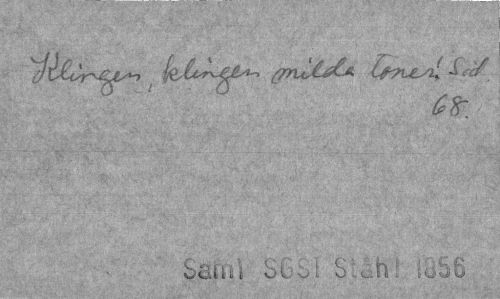 Klingen, klingen milda toner! Sid.
68.
Saml SGSI Ståhl 1856